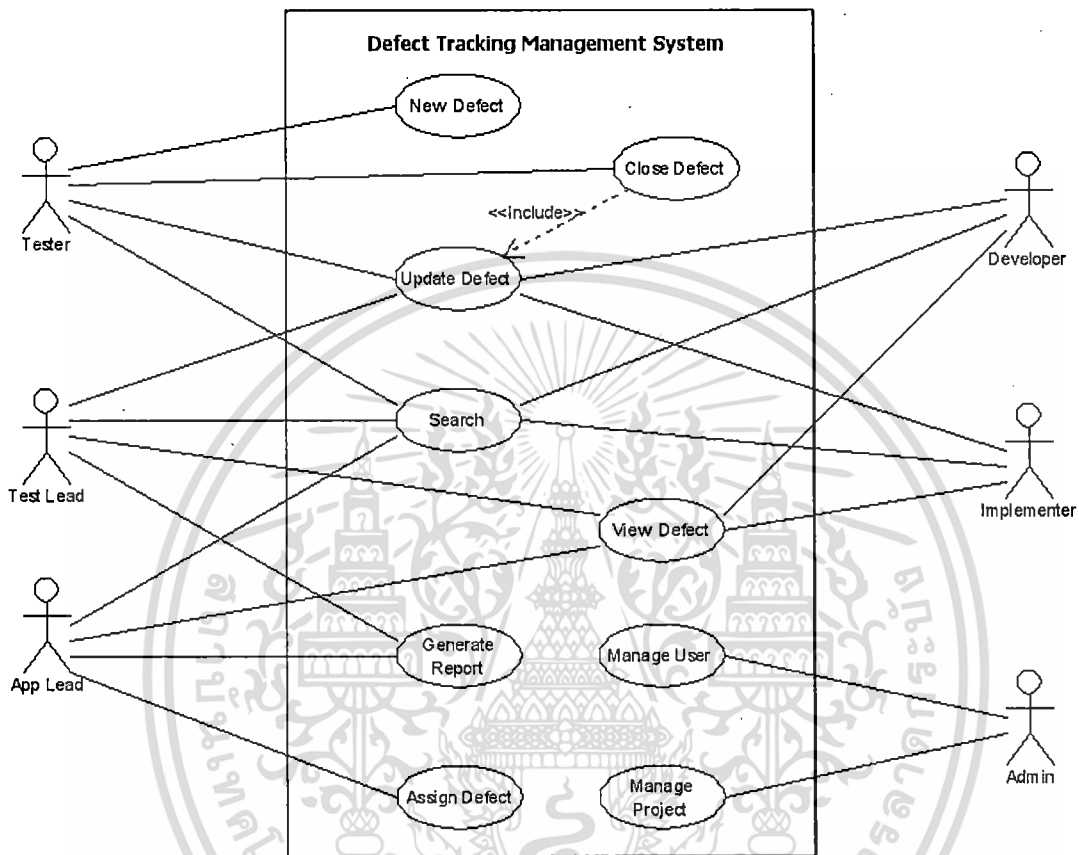 Defect Tracking Management System
New Defect
Close Defect
<<Include>>
Tester
Update Defect
Developer
Search
Test Lead
View Defect
Implementer
Generate
Report
Manage User
App Lead
Assign Defect
Manage
Project
Admin